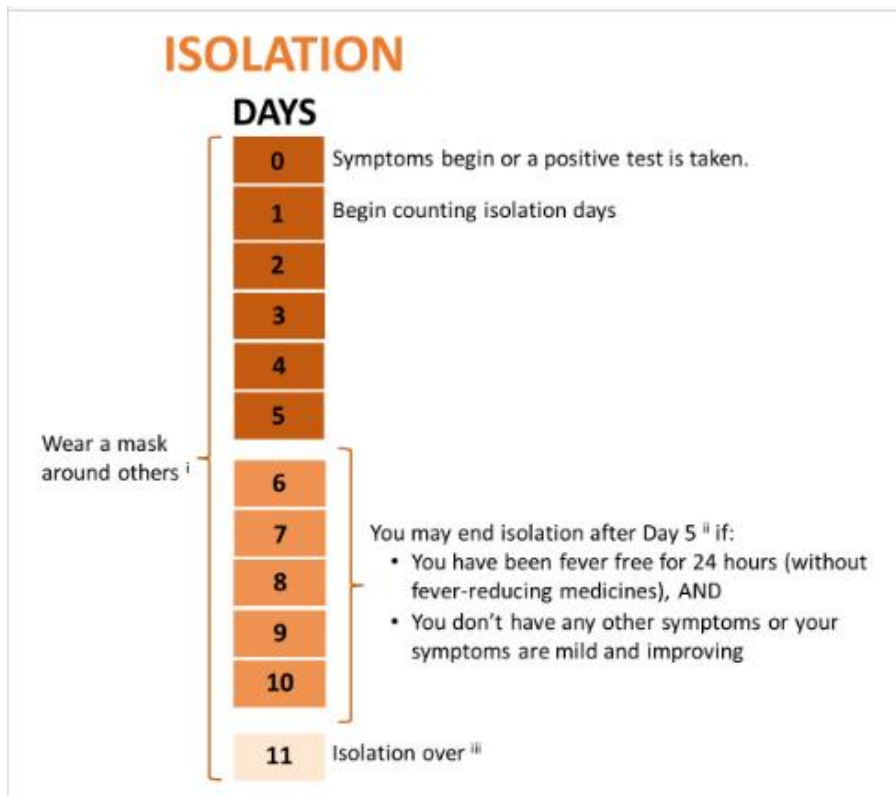 ISOLATION
DAYS
0 Symptoms begin or a positive test is taken.
1 Begin counting isolation days
2
3
4
5
Wear a mask
around others i
6
7
8
9
10
You may end isolation after Day 5 ii if:
• You have been fever free for 24 hours (without
fever-reducing medicines), AND
• You don't have any other symptoms or your
symptoms are mild and improving
11 Isolation over iii